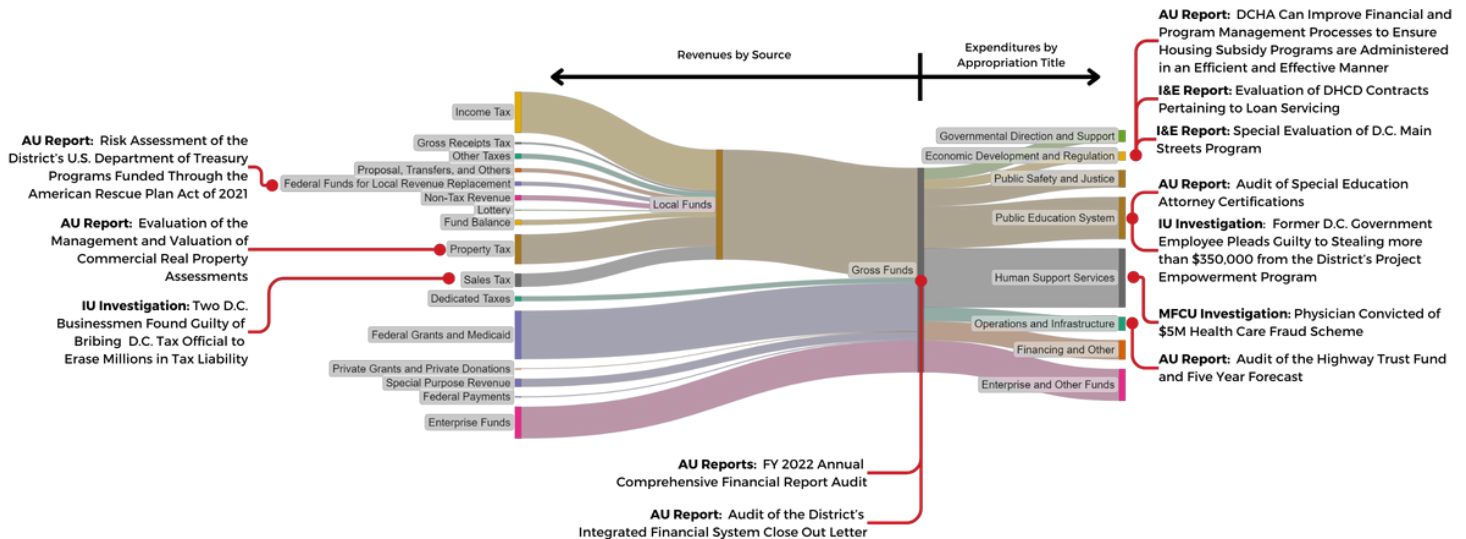 Revenues by Source
Expenditures by
Appropriation Title
AU Report: Risk Assessment of the
District's U.S. Department of Treasury
Programs Funded Through the
American Rescue Plan Act of 2021
AU Report: Evaluation of the
Management and Valuation of
Commercial Real Property
Assessments
IU Investigation: Two D.C.
Businessmen Found Guilty of
Bribing D.C. Tax Official to
Erase Millions in Tax Liability
Income Tax
Gross Receipts Tax
Other Taxes
Proposal, Transfers, and Others
Federal Funds for Local Revenue Replacement
Non-Tax Revenue
Lottery
Fund Balance
Property Tax
Sales Tax
Dedicated Taxes
Federal Grants and Medicaid
Private Grants and Private Donations
Special Purpose Revenue
Federal Payments
Enterprise Funds
Local Funds
Gross Funds
Governmental Direction and Support
Economic Development and Regulation
Public Safety and Justice
Public Education System
Human Support Services
Operations and Infrastructure
Financing and Other
Enterprise and Other Funds
AU Report: DCHA Can Improve Financial and
Program Management Processes to Ensure
Housing Subsidy Programs are Administered
in an Efficient and Effective Manner
I&E Report: Evaluation of DHCD Contracts
Pertaining to Loan Servicing
I&E Report: Special Evaluation of D.C. Main
Streets Program
AU Report: Audit of Special Education
Attorney Certifications
IU Investigation: Former D.C. Government
Employee Pleads Guilty to Stealing more
than $350,000 from the District's Project
Empowerment Program
MFCU Investigation: Physician Convicted of
$5M Health Care Fraud Scheme
AU Report: Audit of the Highway Trust Fund
and Five Year Forecast
AU Reports: FY 2022 Annual
Comprehensive Financial Report Audit
AU Report: Audit of the District's
Integrated Financial System Close Out Letter